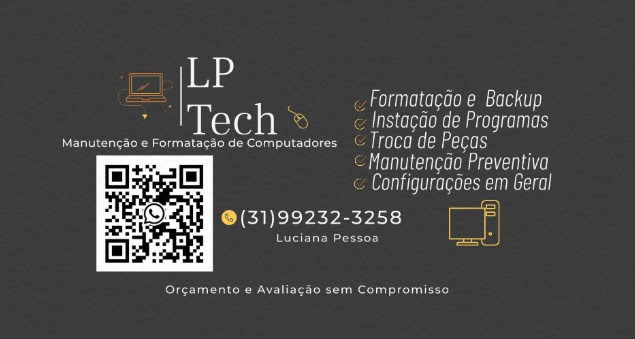 LP
Tech
Manutenção e Formatação de Computadores
Formatação e Backup
Instação de Programas
Troca de Peças
Manutenção Preventiva
Configurações em Geral
(31)99232-3258
Luciana Pessoa
Orçamento e Avaliação sem Compromisso